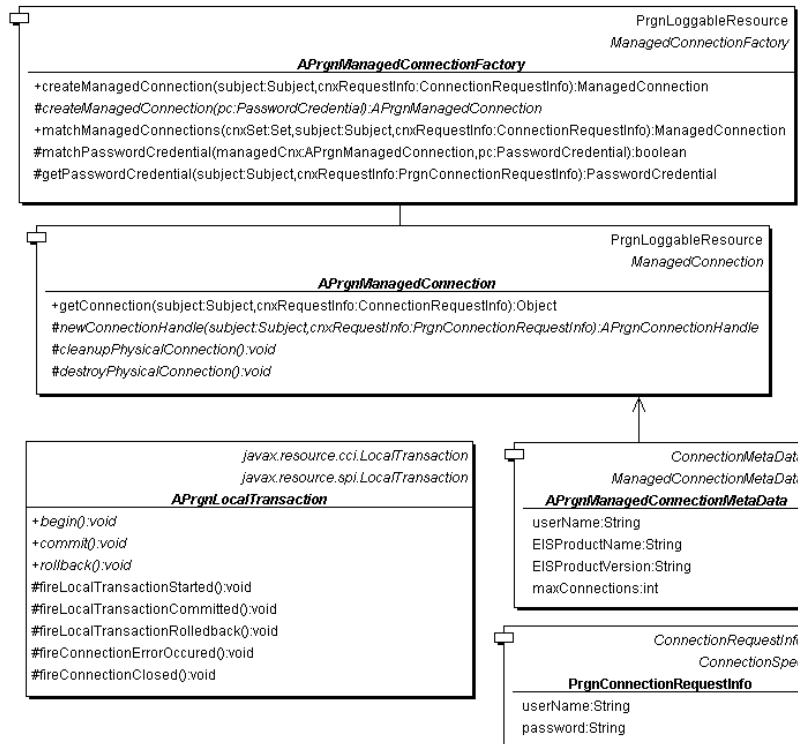 PrgnLoggableResource
ManagedConnectionFactory
APrgnManagedConnectionFactory
+createManagedConnection(subject:Subject,cnxRequestInfo:ConnectionRequestInfo):ManagedConnection
#createManagedConnection(pc:PasswordCredential):APrgnManagedConnection
+matchManagedConnections(cnxSet:Set,subject:Subject,cnxRequestInfo:ConnectionRequestInfo):ManagedConnection
#matchPasswordCredential(managedCnx:APrgnManagedConnection,pc:PasswordCredential):boolean
#getPasswordCredential(subject:Subject,cnxRequestInfo:PrgnConnectionRequestInfo):PasswordCredential
PrgnLoggableResource
ManagedConnection
APrgnManagedConnection
+getConnection(subject:Subject,cnxRequestInfo:ConnectionRequestInfo):Object
#newConnectionHandle(subject:Subject,cnxRequestInfo:PrgnConnectionRequestInfo):APrgnConnectionHandle
#cleanupPhysicalConnection():void
#destroyPhysicalConnection():void
javax.resource.cci.LocalTransaction
javax.resource.spi.LocalTransaction
APrgnLocalTransaction
+begin():void
+commit():void
+rollback():void
#fireLocalTransactionStarted():void
#fireLocalTransactionCommitted():void
#fireLocalTransactionRolledback():void
#fireConnectionErrorOccured():void
#fireConnectionClosed():void
ConnectionMetaData
ManagedConnectionMetaData
APrgnManagedConnectionMetaData
userName:String
EISProductName:String
EISProductVersion:String
maxConnections:int
ConnectionRequestInfo
ConnectionSpec
PrgnConnectionRequestInfo
userName:String
password:String